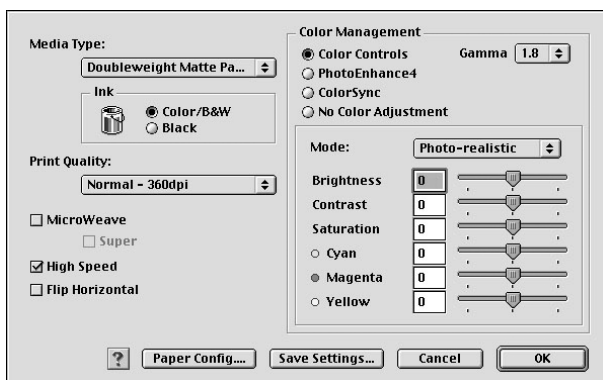 Media Type:
Doubleweight Matte Pa...
Ink
Color/B&W
Black
Print Quality:
Normal - 360dpi
MicroWeave
Super
High Speed
Flip Horizontal
Color Management
Color Controls
Gamma 1.8
PhotoEnhance4
ColorSync
No Color Adjustment
Mode: Photo-realistic
Brightness 0
Contrast 0
Saturation 0
Cyan 0
Magenta 0
Yellow 0
? Paper Config.... Save Settings... Cancel OK